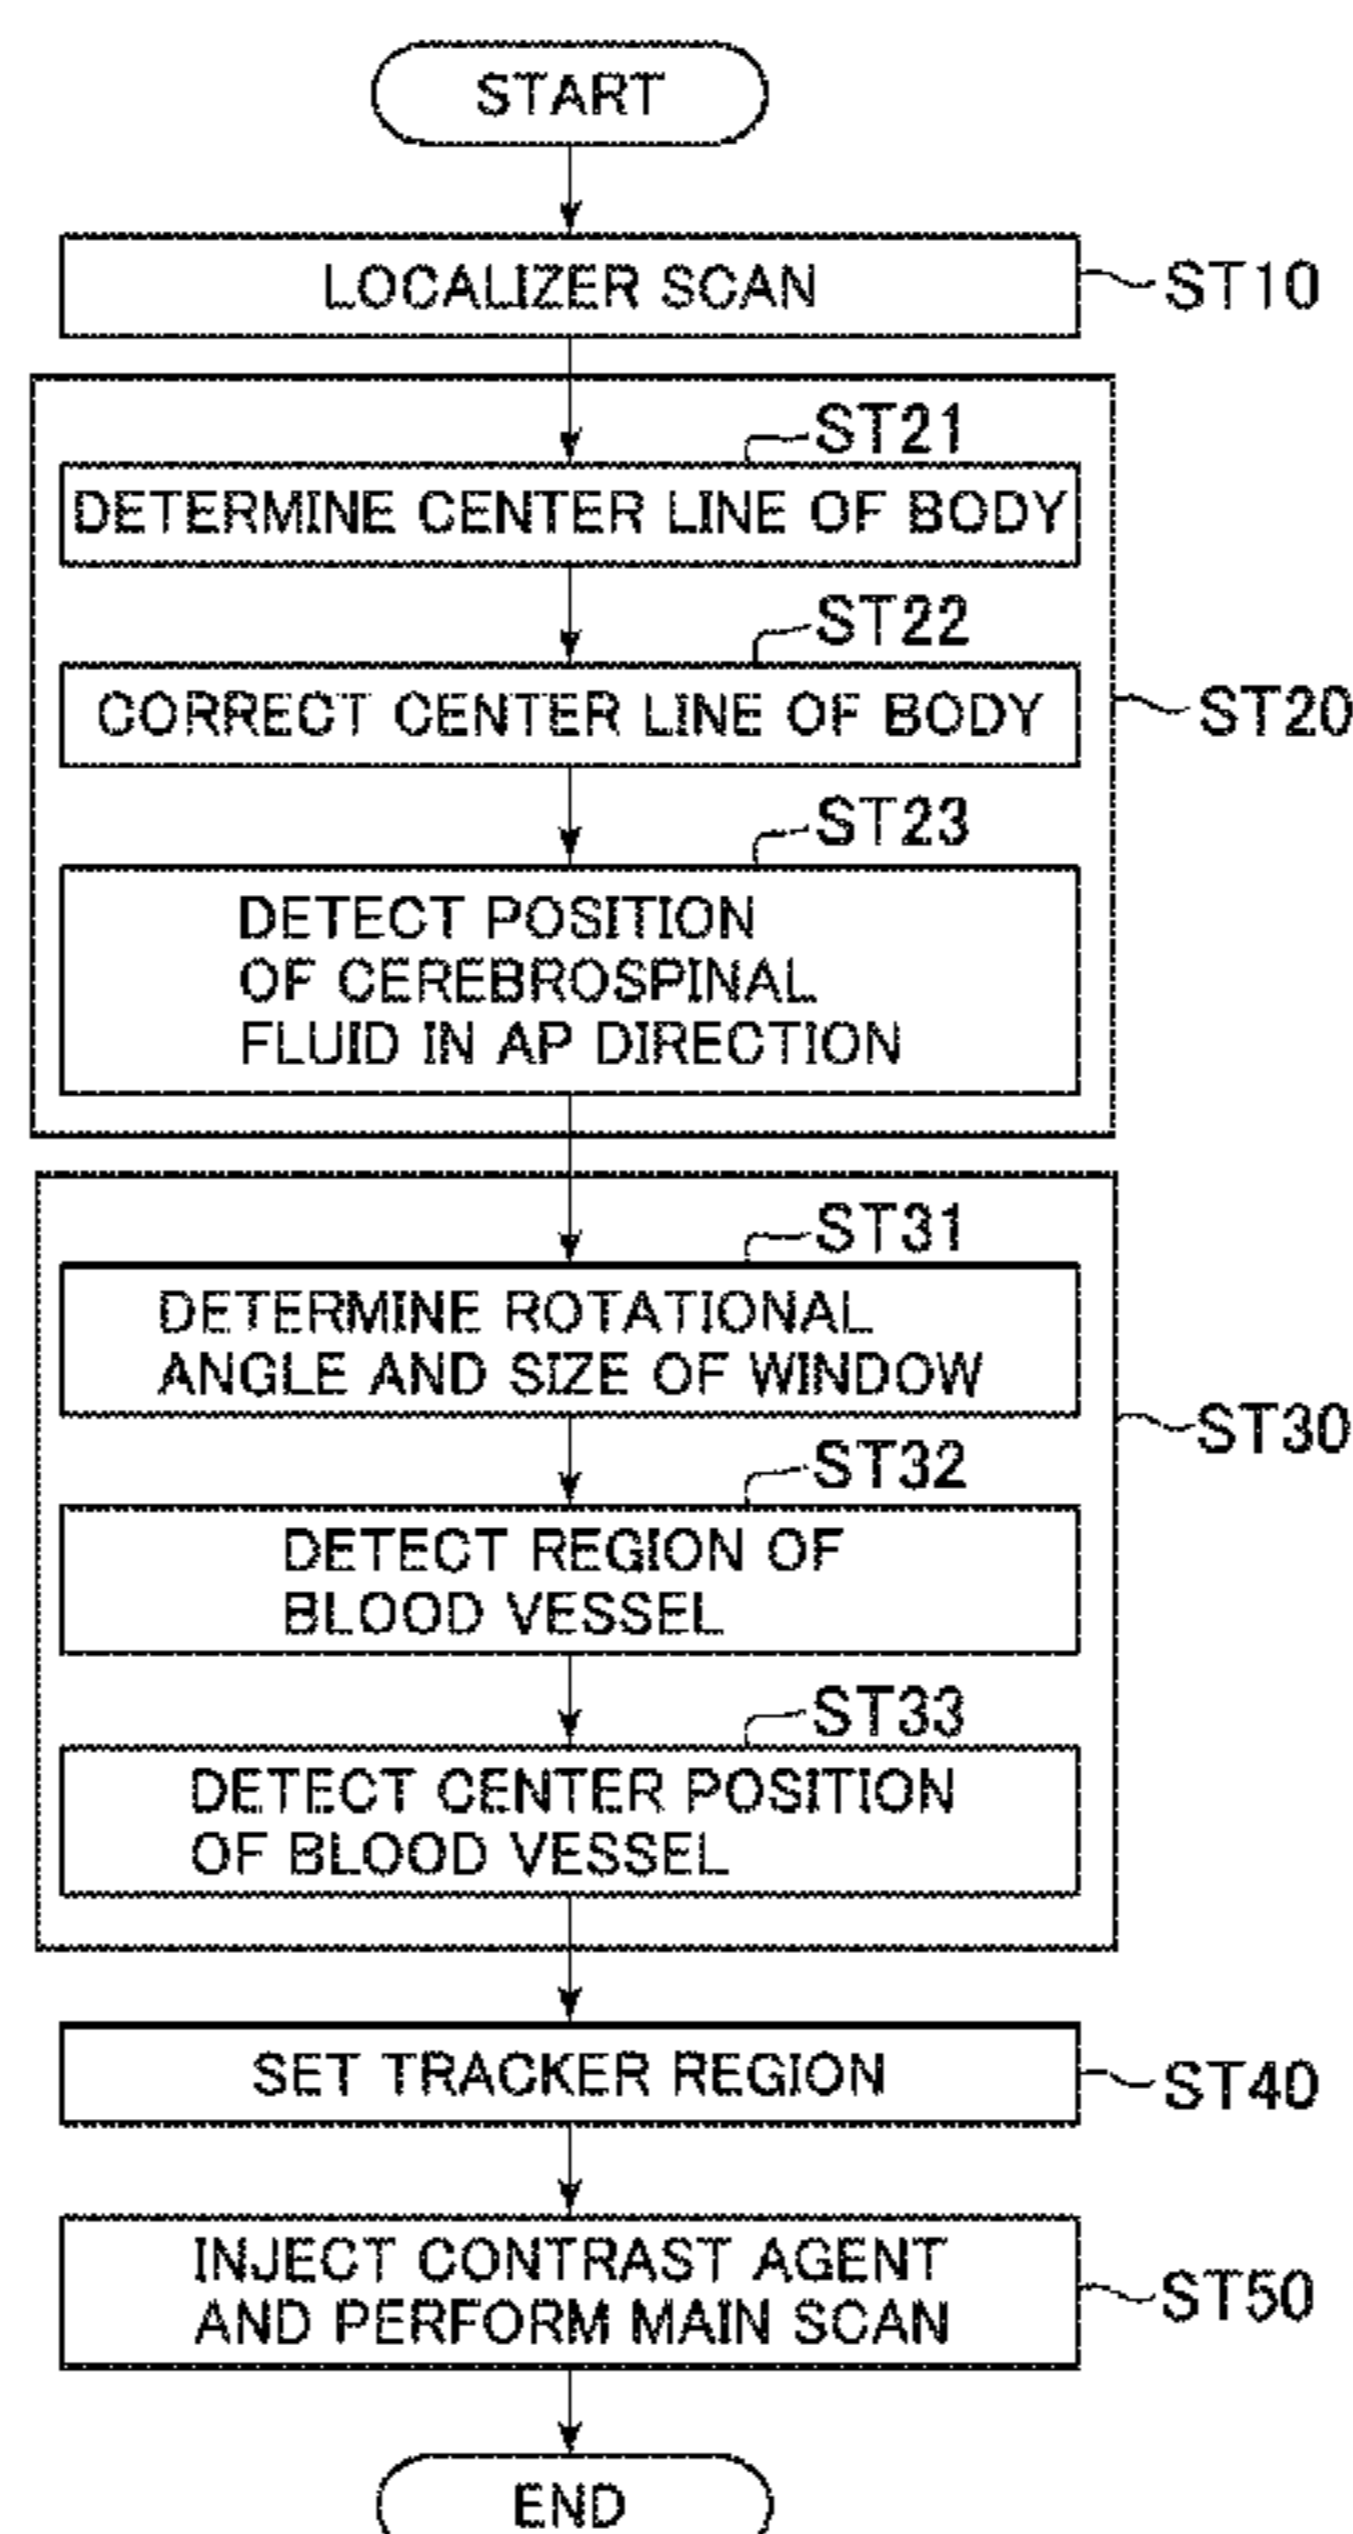 START
LOCALIZER SCAN
ST10
ST21
DETERMINE CENTER LINE OF BODY
ST22
CORRECT CENTER LINE OF BODY
ST20
ST23
DETECT POSITION
OF CEREBROSPINAL
FLUID IN AP DIRECTION
ST31
DETERMINE ROTATIONAL
ANGLE AND SIZE OF WINDOW
ST30
ST32
DETECT REGION OF
BLOOD VESSEL
ST33
DETECT CENTER POSITION
OF BLOOD VESSEL
SET TRACKER REGION
ST40
INJECT CONTRAST AGENT
AND PERFORM MAIN SCAN
ST50
END